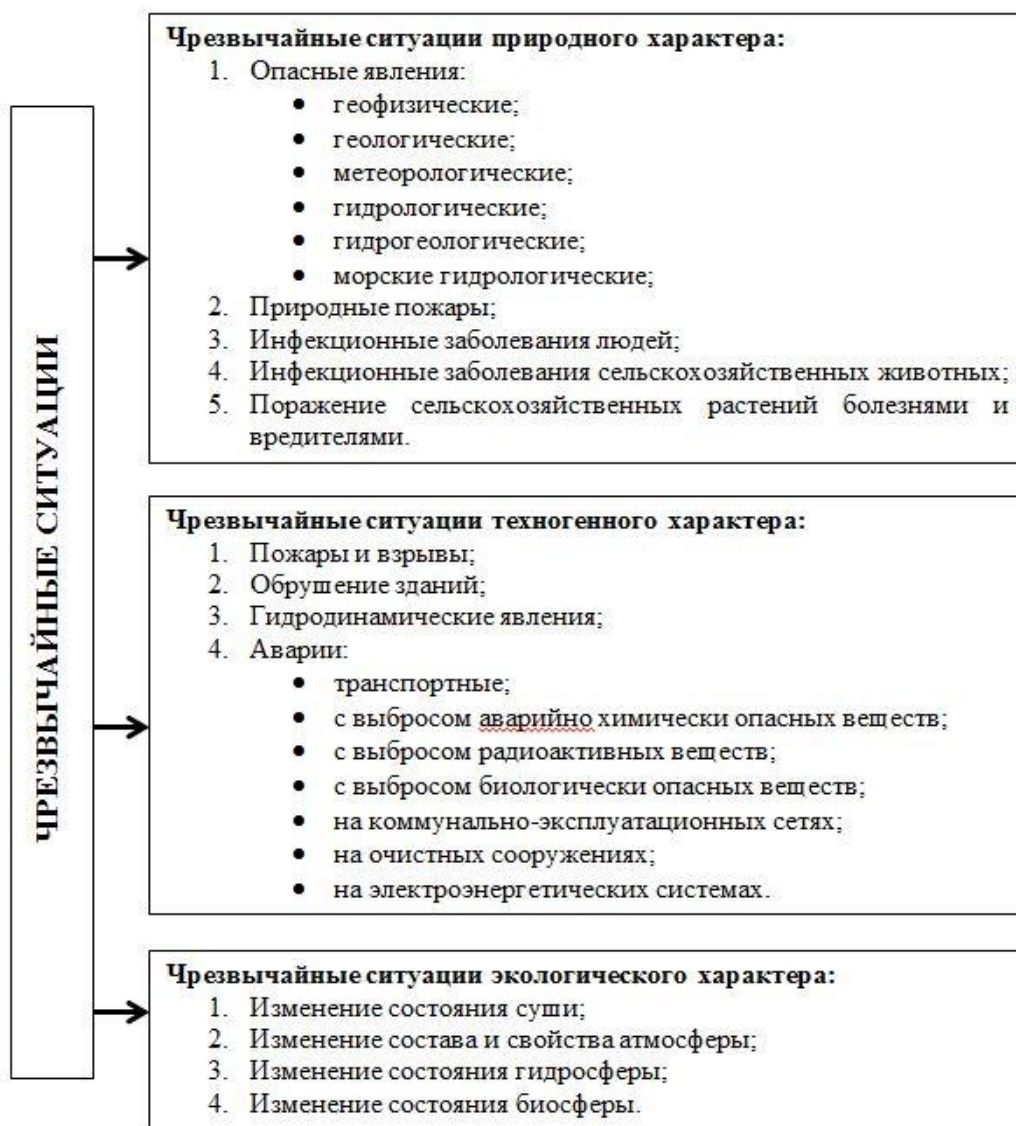 ЧРЕЗВЫЧАЙНЫЕ СИТУАЦИИ
Чрезвычайные ситуации природного характера:
1. Опасные явления:
• геофизические;
• геологические;
• метеорологические;
• гидрологические;
• гидрогеологические;
• морские гидрологические;
2. Природные пожары;
3. Инфекционные заболевания людей;
4. Инфекционные заболевания сельскохозяйственных животных;
5. Поражение сельскохозяйственных растений болезнями и
вредителями.
Чрезвычайные ситуации техногенного характера:
1. Пожары и взрывы;
2. Обрушение зданий;
3. Гидродинамические явления;
4. Аварии:
• транспортные;
• с выбросом аварийно химически опасных веществ;
• с выбросом радиоактивных веществ;
• с выбросом биологически опасных веществ;
• на коммунально-эксплуатационных сетях;
• на очистных сооружениях;
• на электроэнергетических системах.
Чрезвычайные ситуации экологического характера:
1. Изменение состояния суши;
2. Изменение состава и свойства атмосферы;
3. Изменение состояния гидросферы;
4. Изменение состояния биосферы.